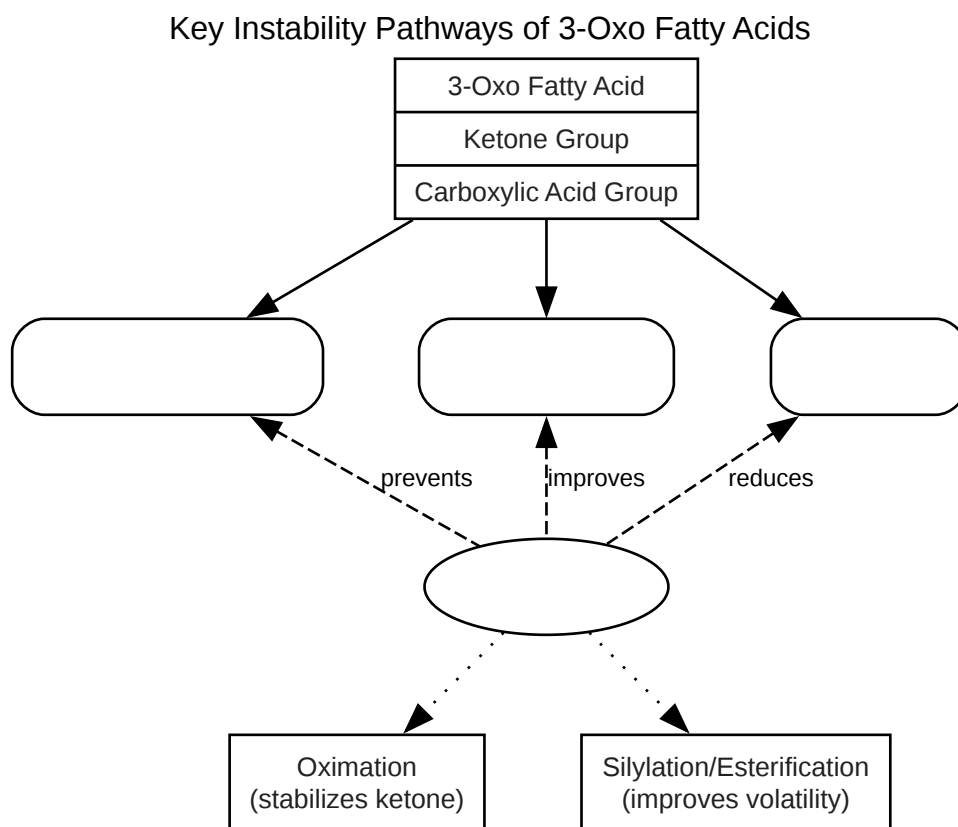 Key Instability Pathways of 3-Oxo Fatty Acids
3-Oxo Fatty Acid
Ketone Group
Carboxylic Acid Group
prevents
improves
reduces
Oximation
(stabilizes ketone)
Silylation/Esterification
(improves volatility)